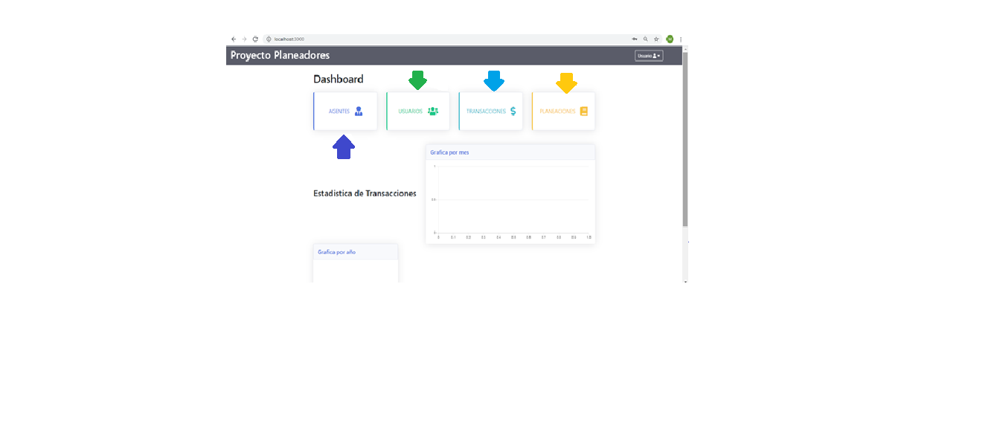 localhost:3000
M
Proyecto Planeadores
Usuario
Dashboard
AGENTES
USUARIOS
TRANSACCIONES
PLANEACIONES
Grafica por mes
1
0.5
0
0 0.1 0.2 0.3 0.4 0.5 0.6 0.7 0.8 0.9 1.0
Estadistica de Transacciones
Grafica por año